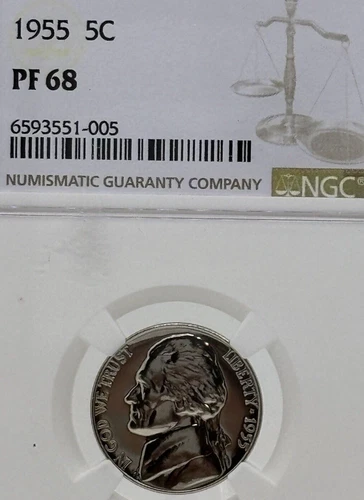 1955 5C
PF 68
6593551-005
NUMISMATIC GUARANTY COMPANY NGC®
IN GOD WE TRUST
LIBERTY · 1955